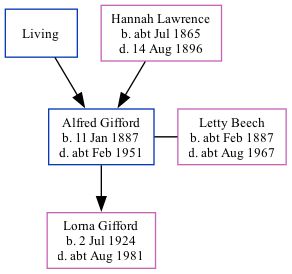 Living
Hannah Lawrence
b. abt Jul 1865
d. 14 Aug 1896
Alfred Gifford
b. 11 Jan 1887
d. abt Feb 1951
Letty Beech
b. abt Feb 1887
d. abt Aug 1967
Lorna Gifford
b. 2 Jul 1924
d. abt Aug 1981